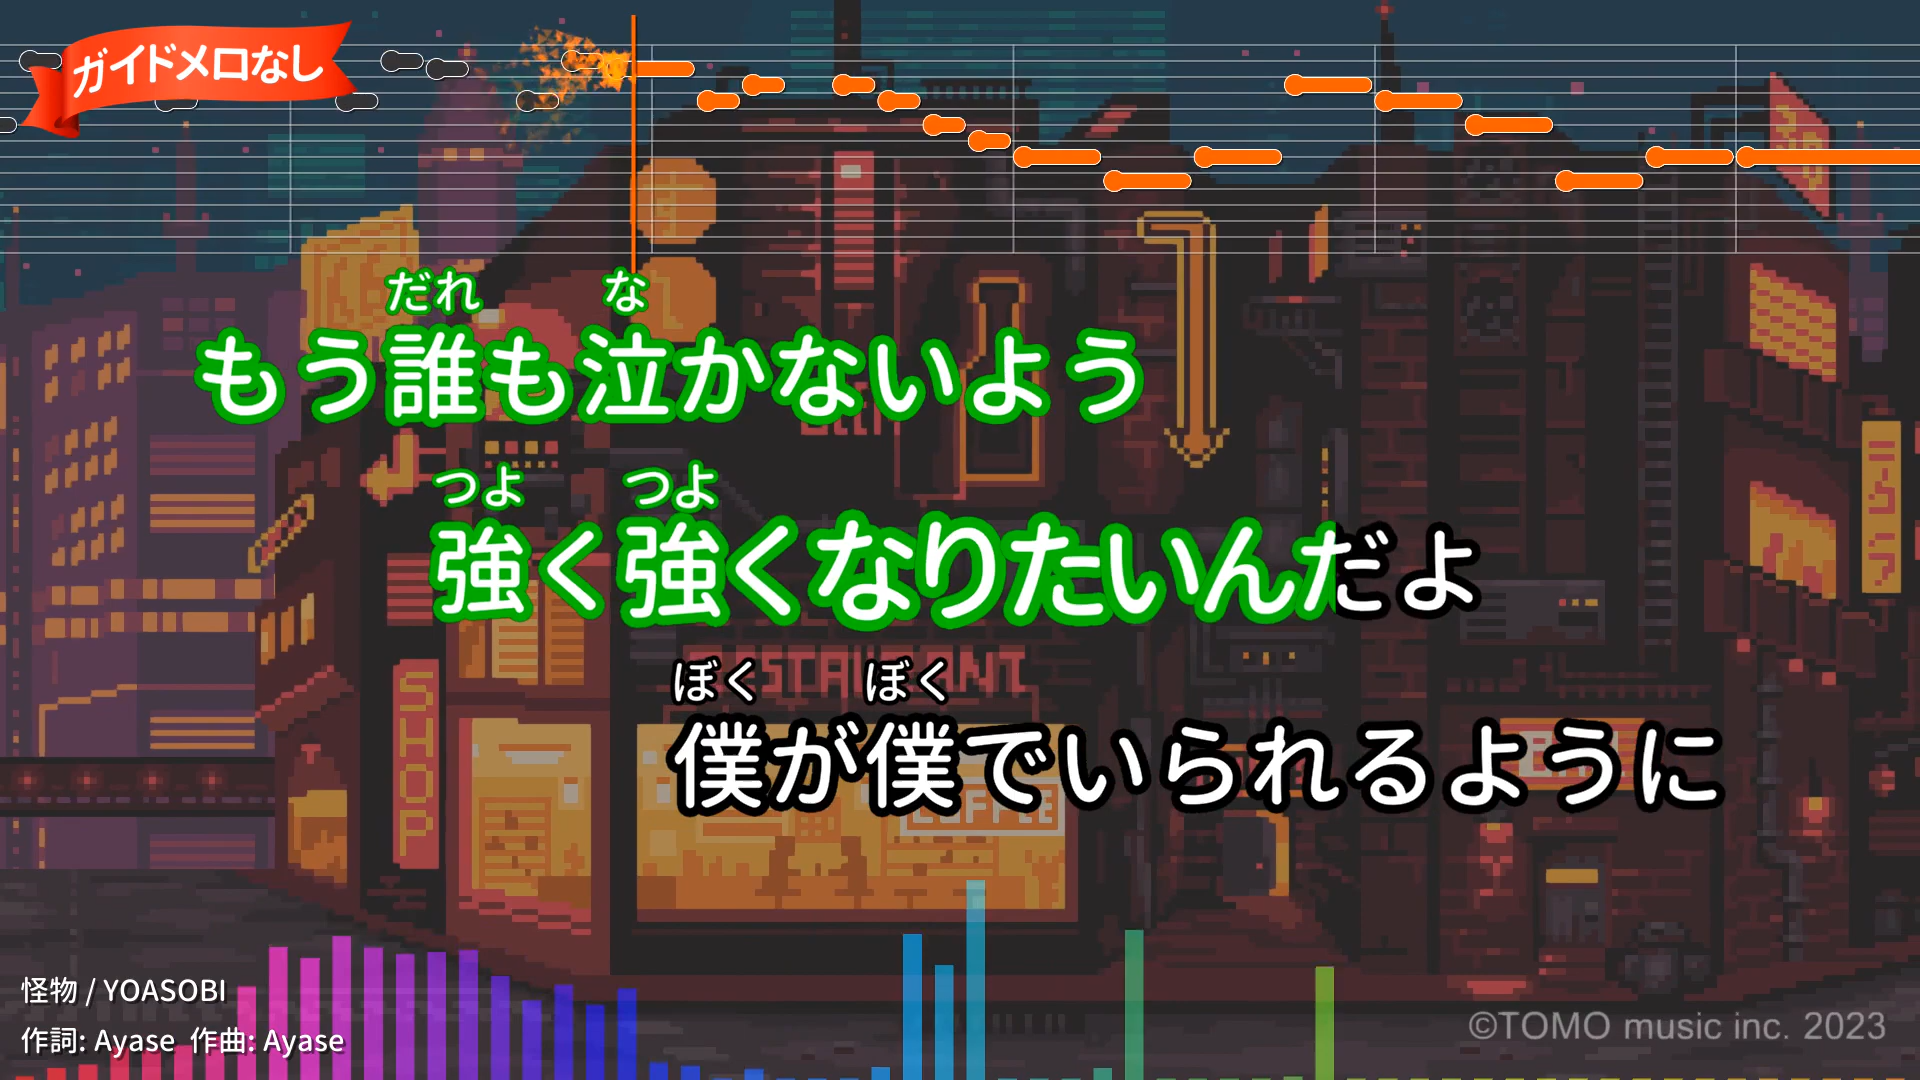 ガイドメロなし
だれ な
もう誰も泣かないよう
つよ つよ
強く強くなりたいんだよ
ぼく ぼく
僕が僕でいられるように
RESTAURANT
SHOP
COFFEE
怪物 / YOASOBI
作詞: Ayase 作曲: Ayase
©TOMO music inc. 2023